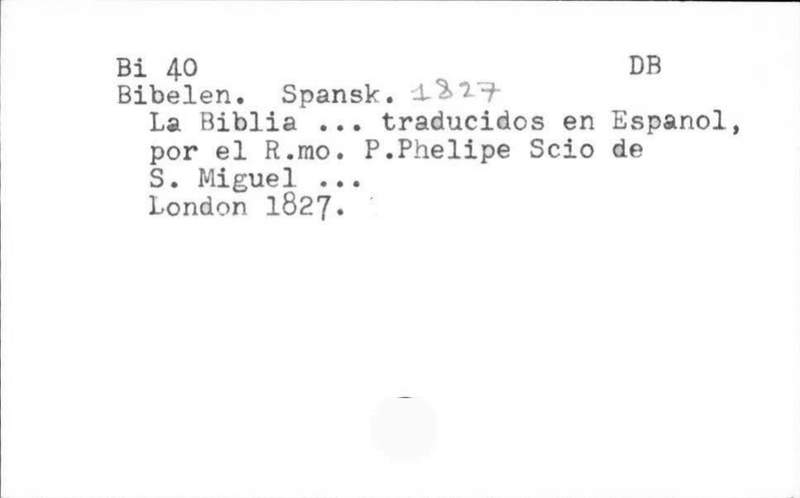 Bi 40 DB
Bibelen. Spansk. 1827
La Biblia ... traducidos en Espanol,
por el R.mo. P.Phelipe Scio de
S. Miguel ...
London 1827.